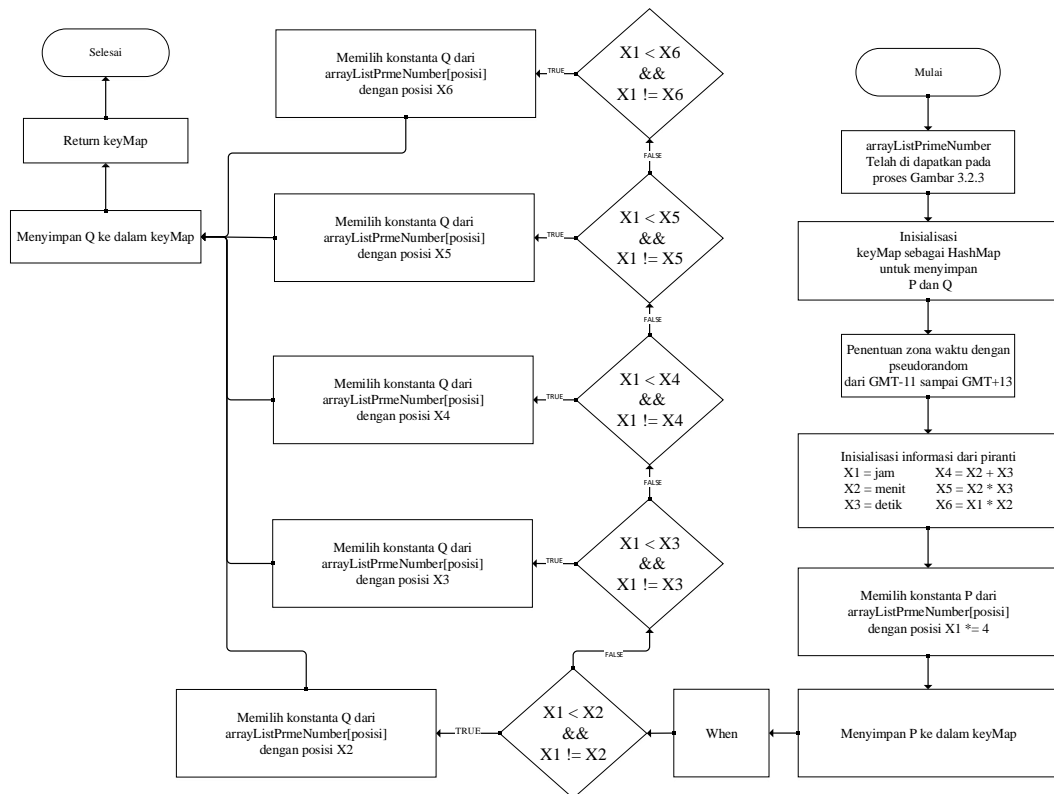 Mulai
arrayListPrimeNumber
Telah di dapatkan pada
proses Gambar 3.2.3
Inisialisasi
keyMap sebagai HashMap
untuk menyimpan
P dan Q
Penentuan zona waktu dengan
pseudorandom
dari GMT-11 sampai GMT+13
Inisialisasi informasi dari piranti
X1 = jam X4 = X2 + X3
X2 = menit X5 = X2 * X3
X3 = detik X6 = X1 * X2
Memilih konstanta P dari
arrayListPrmeNumber[posisi]
dengan posisi X1 *= 4
Menyimpan P ke dalam keyMap
When
X1 < X2
&&
X1 != X2
TRUE
Memilih konstanta Q dari
arrayListPrmeNumber[posisi]
dengan posisi X2
FALSE
X1 < X3
&&
X1 != X3
TRUE
Memilih konstanta Q dari
arrayListPrmeNumber[posisi]
dengan posisi X3
FALSE
X1 < X4
&&
X1 != X4
TRUE
Memilih konstanta Q dari
arrayListPrmeNumber[posisi]
dengan posisi X4
FALSE
X1 < X5
&&
X1 != X5
TRUE
Memilih konstanta Q dari
arrayListPrmeNumber[posisi]
dengan posisi X5
FALSE
X1 < X6
&&
X1 != X6
TRUE
Memilih konstanta Q dari
arrayListPrmeNumber[posisi]
dengan posisi X6
Menyimpan Q ke dalam keyMap
Return keyMap
Selesai